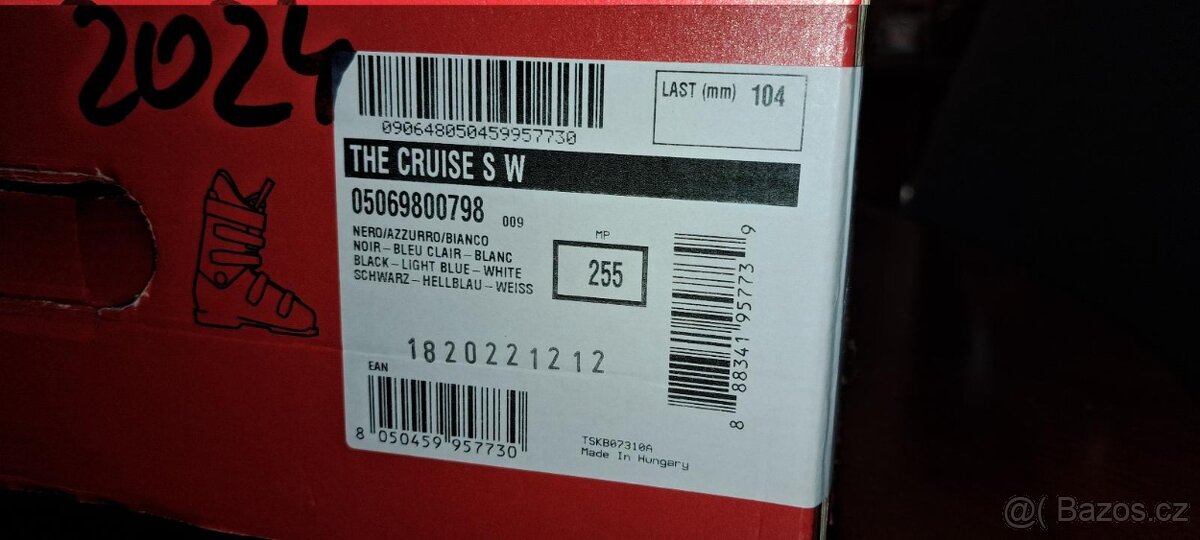 2024
090648050459957730
LAST (mm) 104
THE CRUISE S W
05069800798 009
NERO/AZZURRO/BIANCO
NOIR-BLEU CLAIR-BLANC
BLACK-LIGHT BLUE-WHITE
SCHWARZ-HELLBLAU-WEISS
MP
255
8 88341 95773 9
1820221212
EAN
8 050459 957730
TSKB07310A
Made In Hungary
@( Bazos.cz